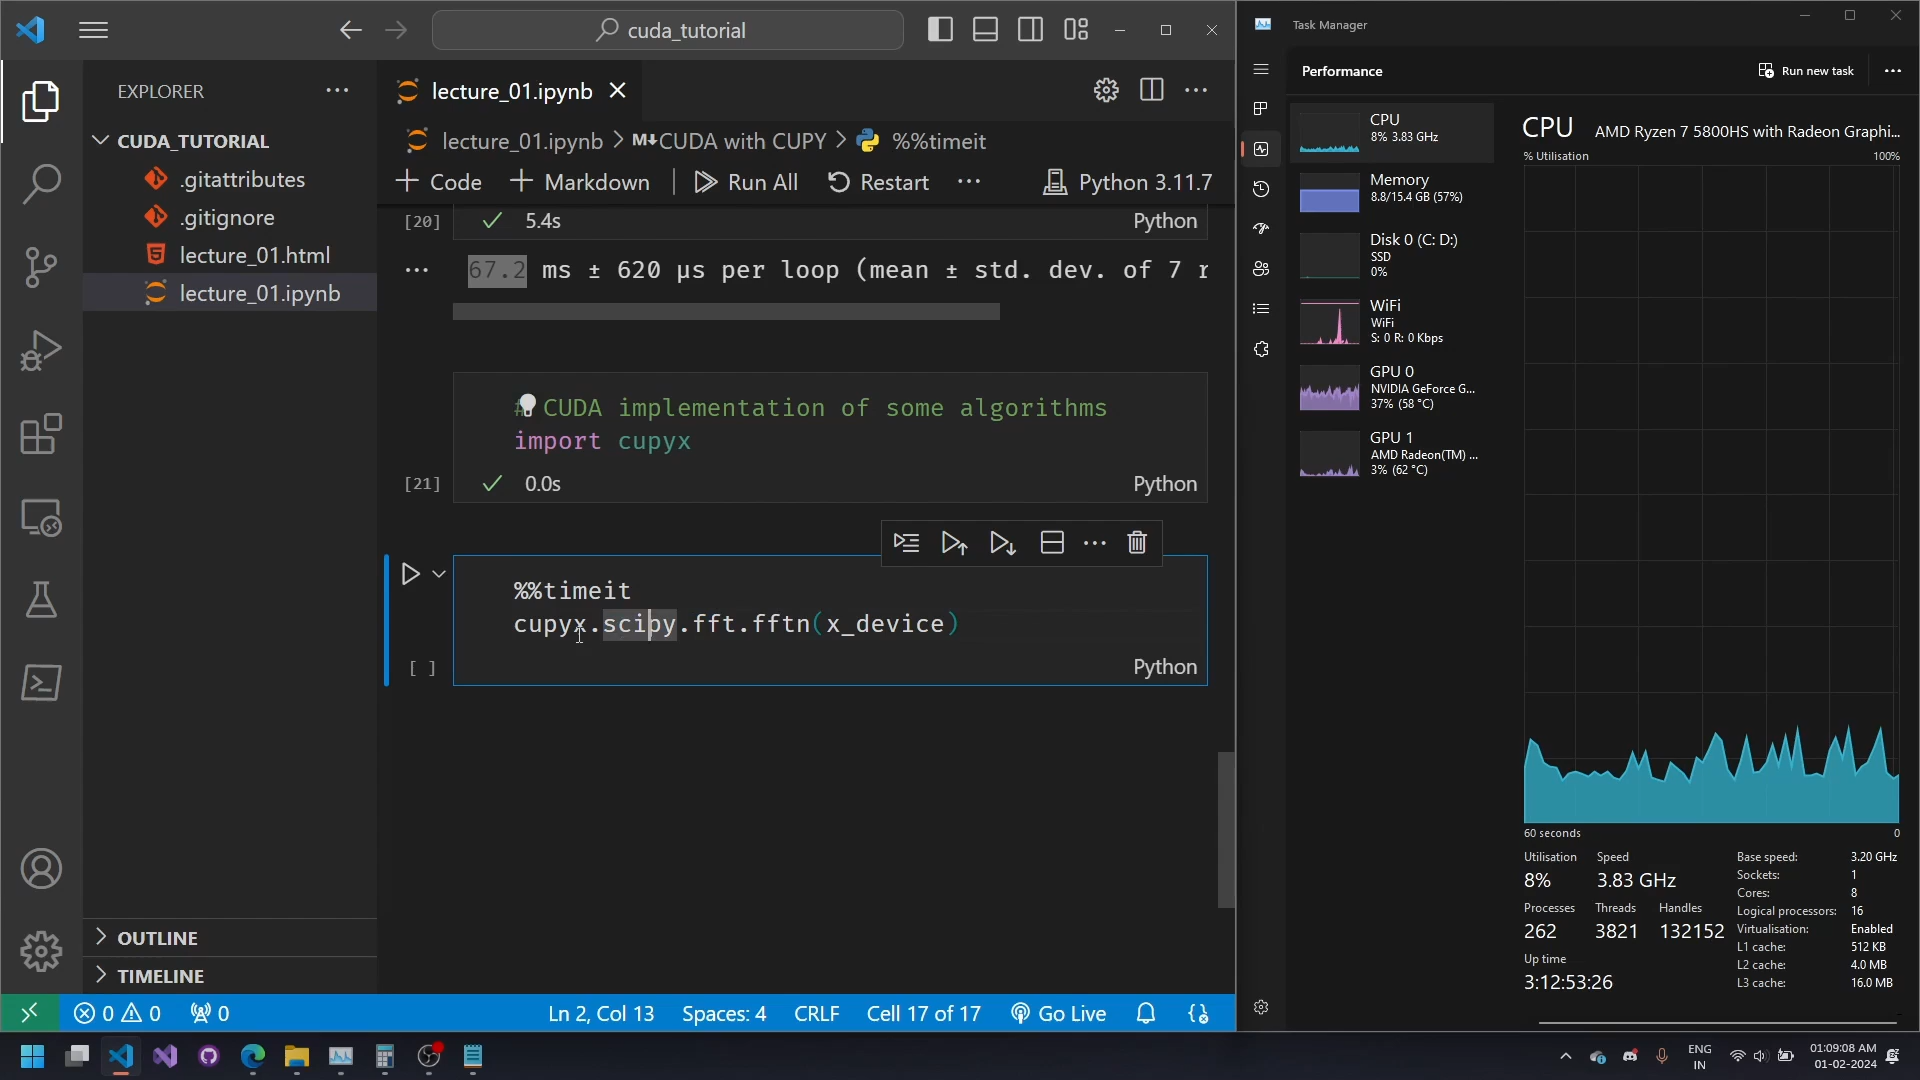 cuda_tutorial
EXPLORER
CUDA_TUTORIAL
.gitattributes
.gitignore
lecture_01.html
lecture_01.ipynb
OUTLINE
TIMELINE
lecture_01.ipynb
lecture_01.ipynb > M↓CUDA with CUPY > %%timeit
+ Code + Markdown Run All Restart ··· Python 3.11.7
[20] ✓ 5.4s Python
67.2 ms ± 620 μs per loop (mean ± std. dev. of 7 r
# CUDA implementation of some algorithms
import cupyx
[21] ✓ 0.0s Python
%%timeit
cupyx.scipy.fft.fftn(x_device)
[ ] Python
0 0 0 Ln 2, Col 13 Spaces: 4 CRLF Cell 17 of 17 Go Live
Task Manager
Performance Run new task
CPU
8% 3.83 GHz
Memory
8.8/15.4 GB (57%)
Disk 0 (C: D:)
SSD
0%
WiFi
WiFi
S: 0 R: 0 Kbps
GPU 0
NVIDIA GeForce G...
37% (58 °C)
GPU 1
AMD Radeon(TM) ...
3% (62 °C)
CPU AMD Ryzen 7 5800HS with Radeon Graphi...
% Utilisation 100%
60 seconds 0
Utilisation Speed
8% 3.83 GHz
Processes Threads Handles
262 3821 132152
Up time
3:12:53:26
Base speed: 3.20 GHz
Sockets: 1
Cores: 8
Logical processors: 16
Virtualisation: Enabled
L1 cache: 512 KB
L2 cache: 4.0 MB
L3 cache: 16.0 MB
ENG
IN
01:09:08 AM
01-02-2024